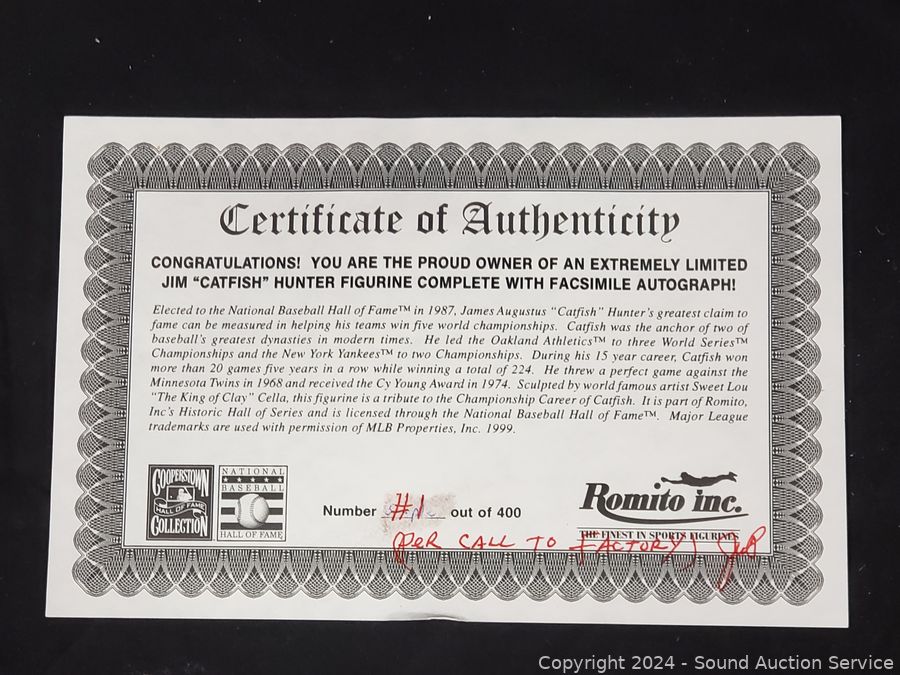 Certificate of Authenticity
CONGRATULATIONS! YOU ARE THE PROUD OWNER OF AN EXTREMELY LIMITED
JIM “CATFISH” HUNTER FIGURINE COMPLETE WITH FACSIMILE AUTOGRAPH!
Elected to the National Baseball Hall of Fame™ in 1987, James Augustus “Catfish” Hunter's greatest claim to
fame can be measured in helping his teams win five world championships. Catfish was the anchor of two of
baseball's greatest dynasties in modern times. He led the Oakland Athletics™ to three World Series™
Championships and the New York Yankees™ to two Championships. During his 15 year career, Catfish won
more than 20 games five years in a row while winning a total of 224. He threw a perfect game against the
Minnesota Twins in 1968 and received the Cy Young Award in 1974. Sculpted by world famous artist Sweet Lou
“The King of Clay” Cella, this figurine is a tribute to the Championship Career of Catfish. It is part of Romito,
Inc's Historic Hall of Series and is licensed through the National Baseball Hall of Fame™. Major League
trademarks are used with permission of MLB Properties, Inc. 1999.
COOPERSTOWN
HALL OF FAME
COLLECTION
NATIONAL
BASEBALL
HALL OF FAME
Number #1 out of 400
Romito inc.
THE FINEST IN SPORTS FIGURINES
(PER CALL TO FACTORY)
Copyright 2024 - Sound Auction Service